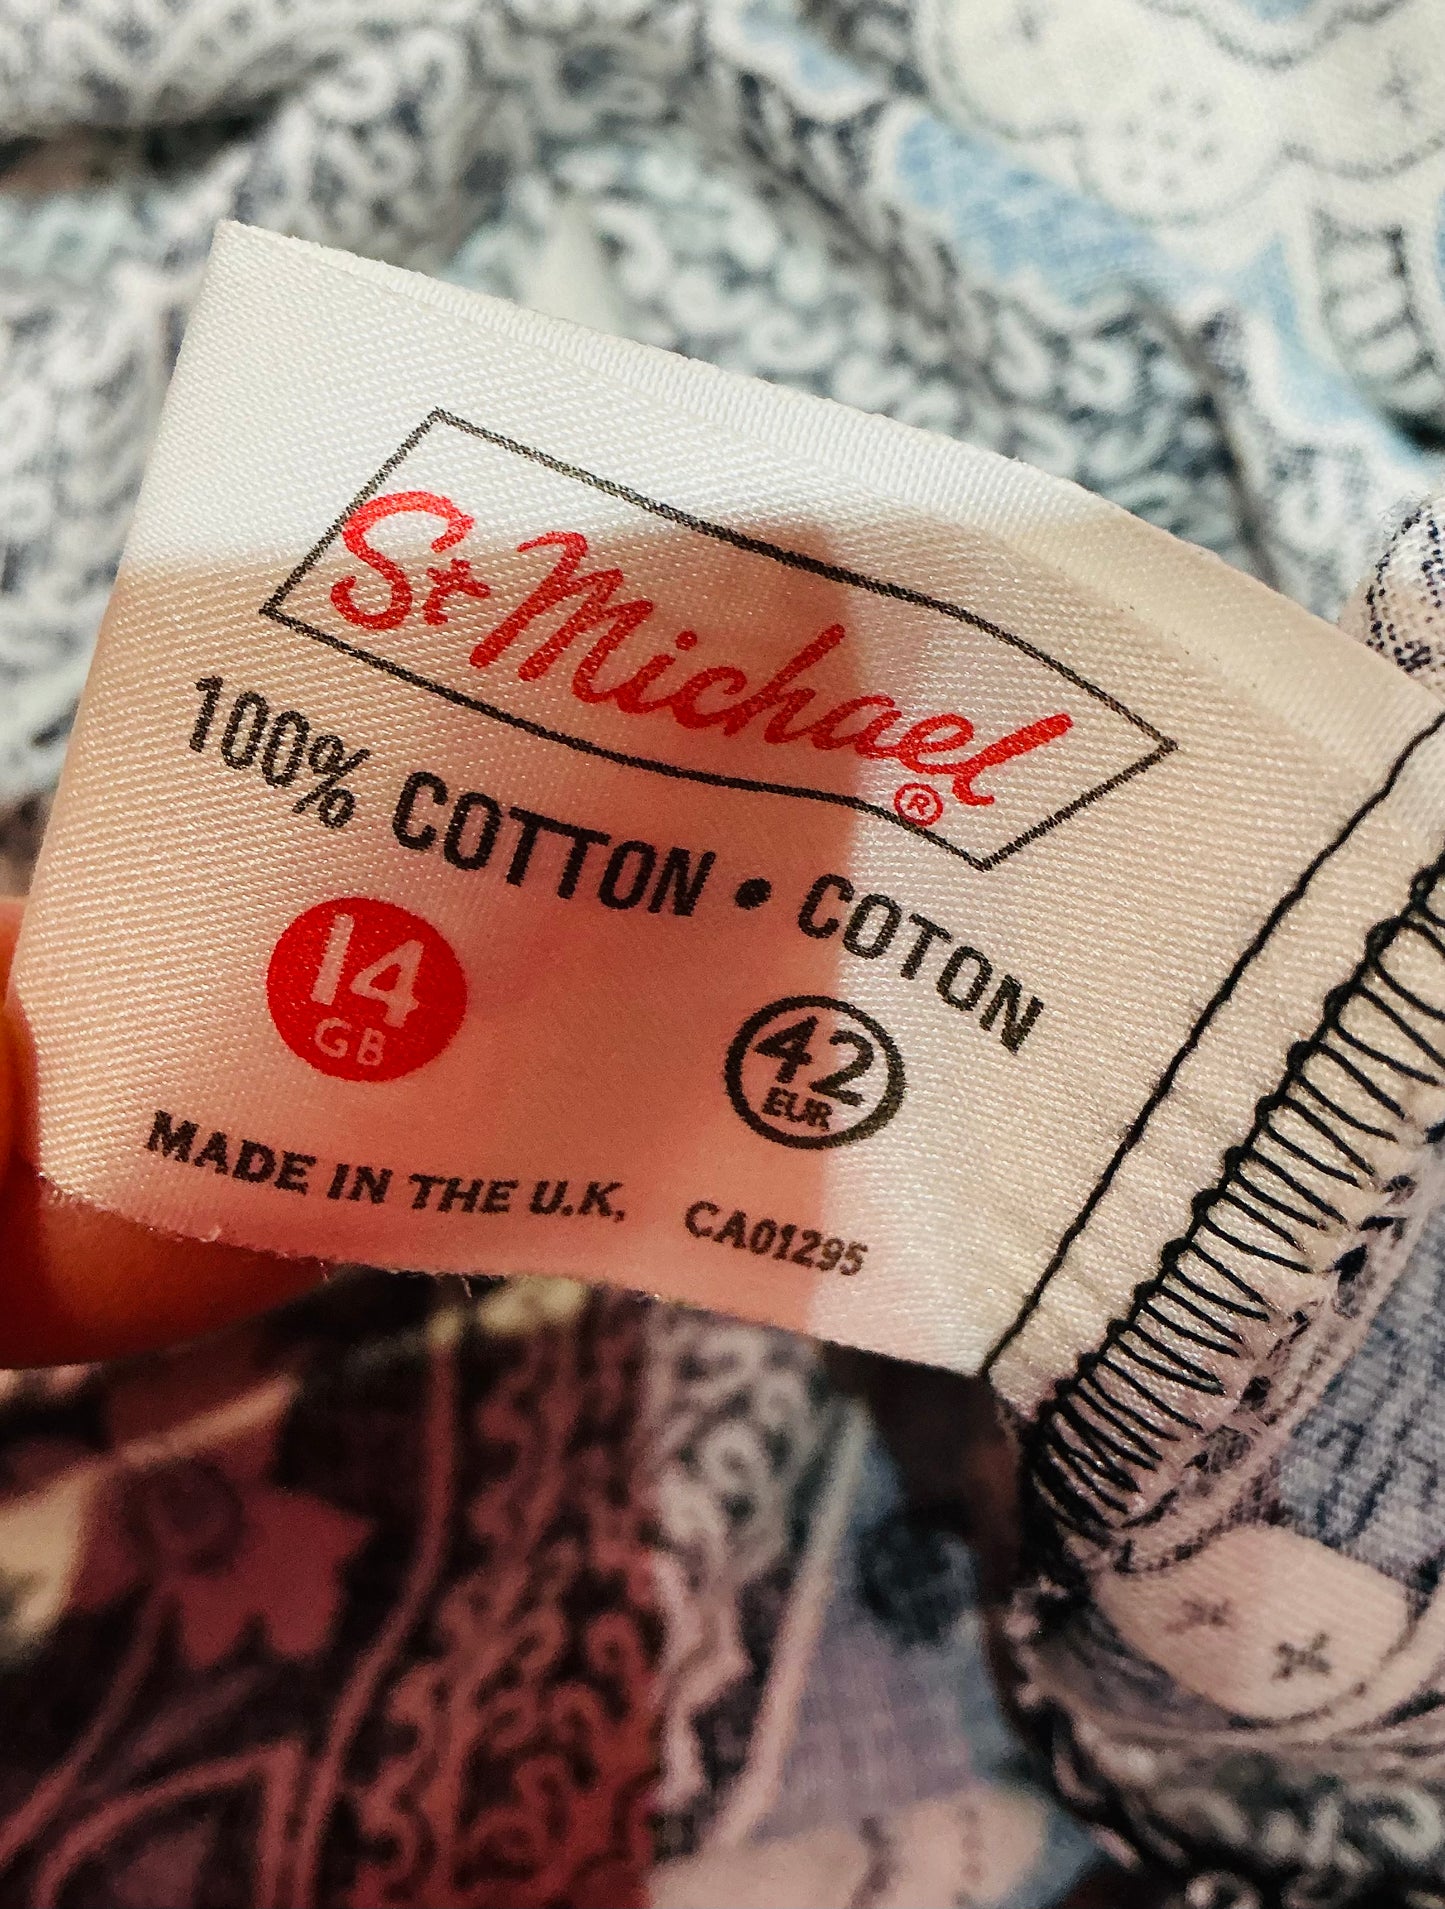 St Michael®
100% COTTON • COTON
14 GB
42 EUR
MADE IN THE U.K. CA01295